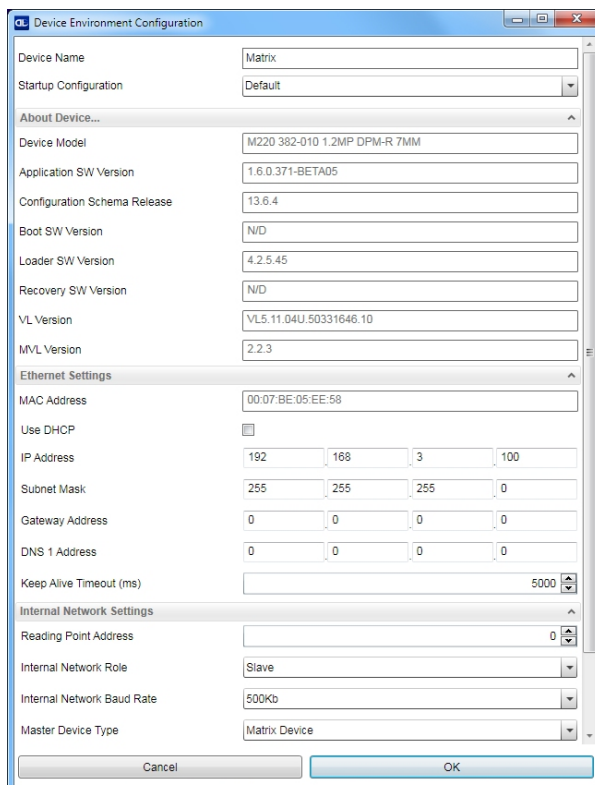 DL Device Environment Configuration
Device Name Matrix
Startup Configuration Default
About Device...
Device Model M220 382-010 1.2MP DPM-R 7MM
Application SW Version 1.6.0.371-BETA05
Configuration Schema Release 13.6.4
Boot SW Version N/D
Loader SW Version 4.2.5.45
Recovery SW Version N/D
VL Version VL5.11.04U.50331646.10
MVL Version 2.2.3
Ethernet Settings
MAC Address 00:07:BE:05:EE:58
Use DHCP
IP Address 192 . 168 . 3 . 100
Subnet Mask 255 . 255 . 255 . 0
Gateway Address 0 . 0 . 0 . 0
DNS 1 Address 0 . 0 . 0 . 0
Keep Alive Timeout (ms) 5000
Internal Network Settings
Reading Point Address 0
Internal Network Role Slave
Internal Network Baud Rate 500Kb
Master Device Type Matrix Device
Cancel OK